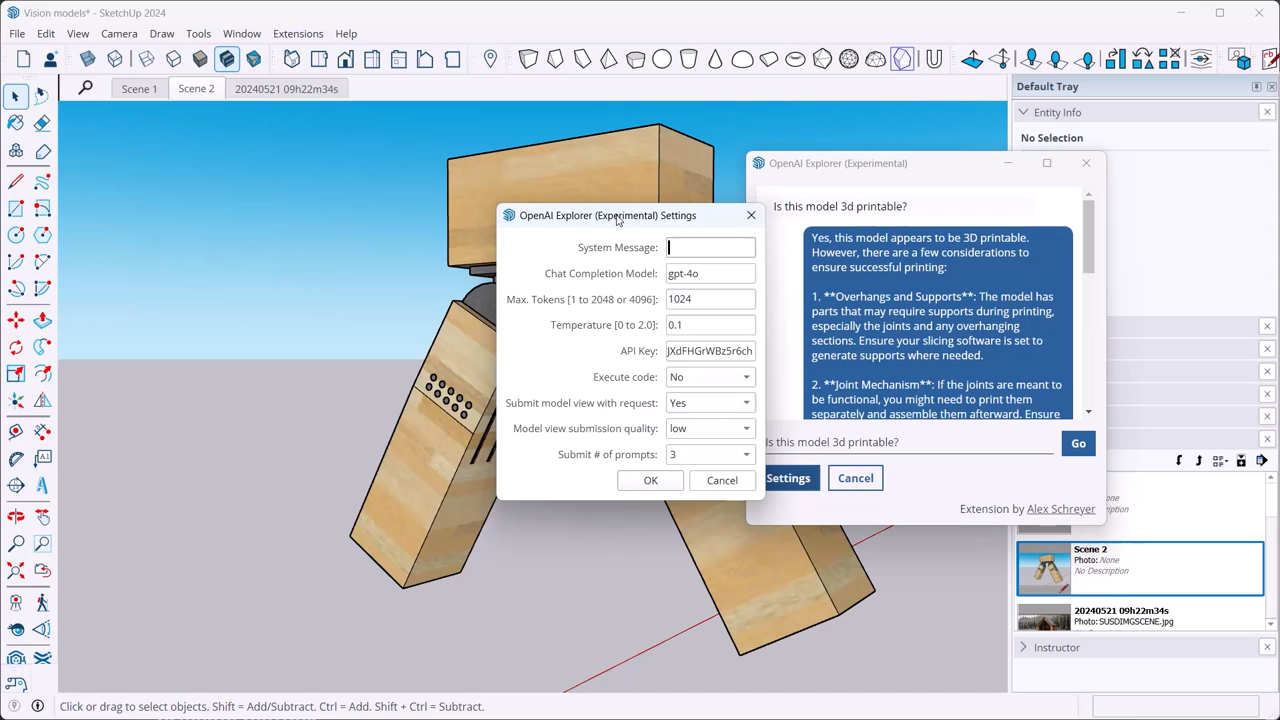 Vision models* - SketchUp 2024
File Edit View Camera Draw Tools Window Extensions Help
Scene 1 Scene 2 20240521 09h22m34s
Default Tray
Entity Info
No Selection
OpenAI Explorer (Experimental)
Is this model 3d printable?
Yes, this model appears to be 3D printable.
However, there are a few considerations to
ensure successful printing:
1. **Overhangs and Supports**: The model has
parts that may require supports during printing,
especially the joints and any overhanging
sections. Ensure your slicing software is set to
generate supports where needed.
2. **Joint Mechanism**: If the joints are meant to
be functional, you might need to print them
separately and assemble them afterward. Ensure
Is this model 3d printable?
Go
Settings Cancel
Extension by Alex Schreyer
OpenAI Explorer (Experimental) Settings
System Message:
Chat Completion Model: gpt-4o
Max. Tokens [1 to 2048 or 4096]: 1024
Temperature [0 to 2.0]: 0.1
API Key: JXdFHGrWBz5r6ch
Execute code: No
Submit model view with request: Yes
Model view submission quality: low
Submit # of prompts: 3
OK Cancel
None
No Description
Scene 2
Photo: None
No Description
20240521 09h22m34s
Photo: SUSDIMGSCENE.jpg
Instructor
Click or drag to select objects. Shift = Add/Subtract. Ctrl = Add. Shift + Ctrl = Subtract.